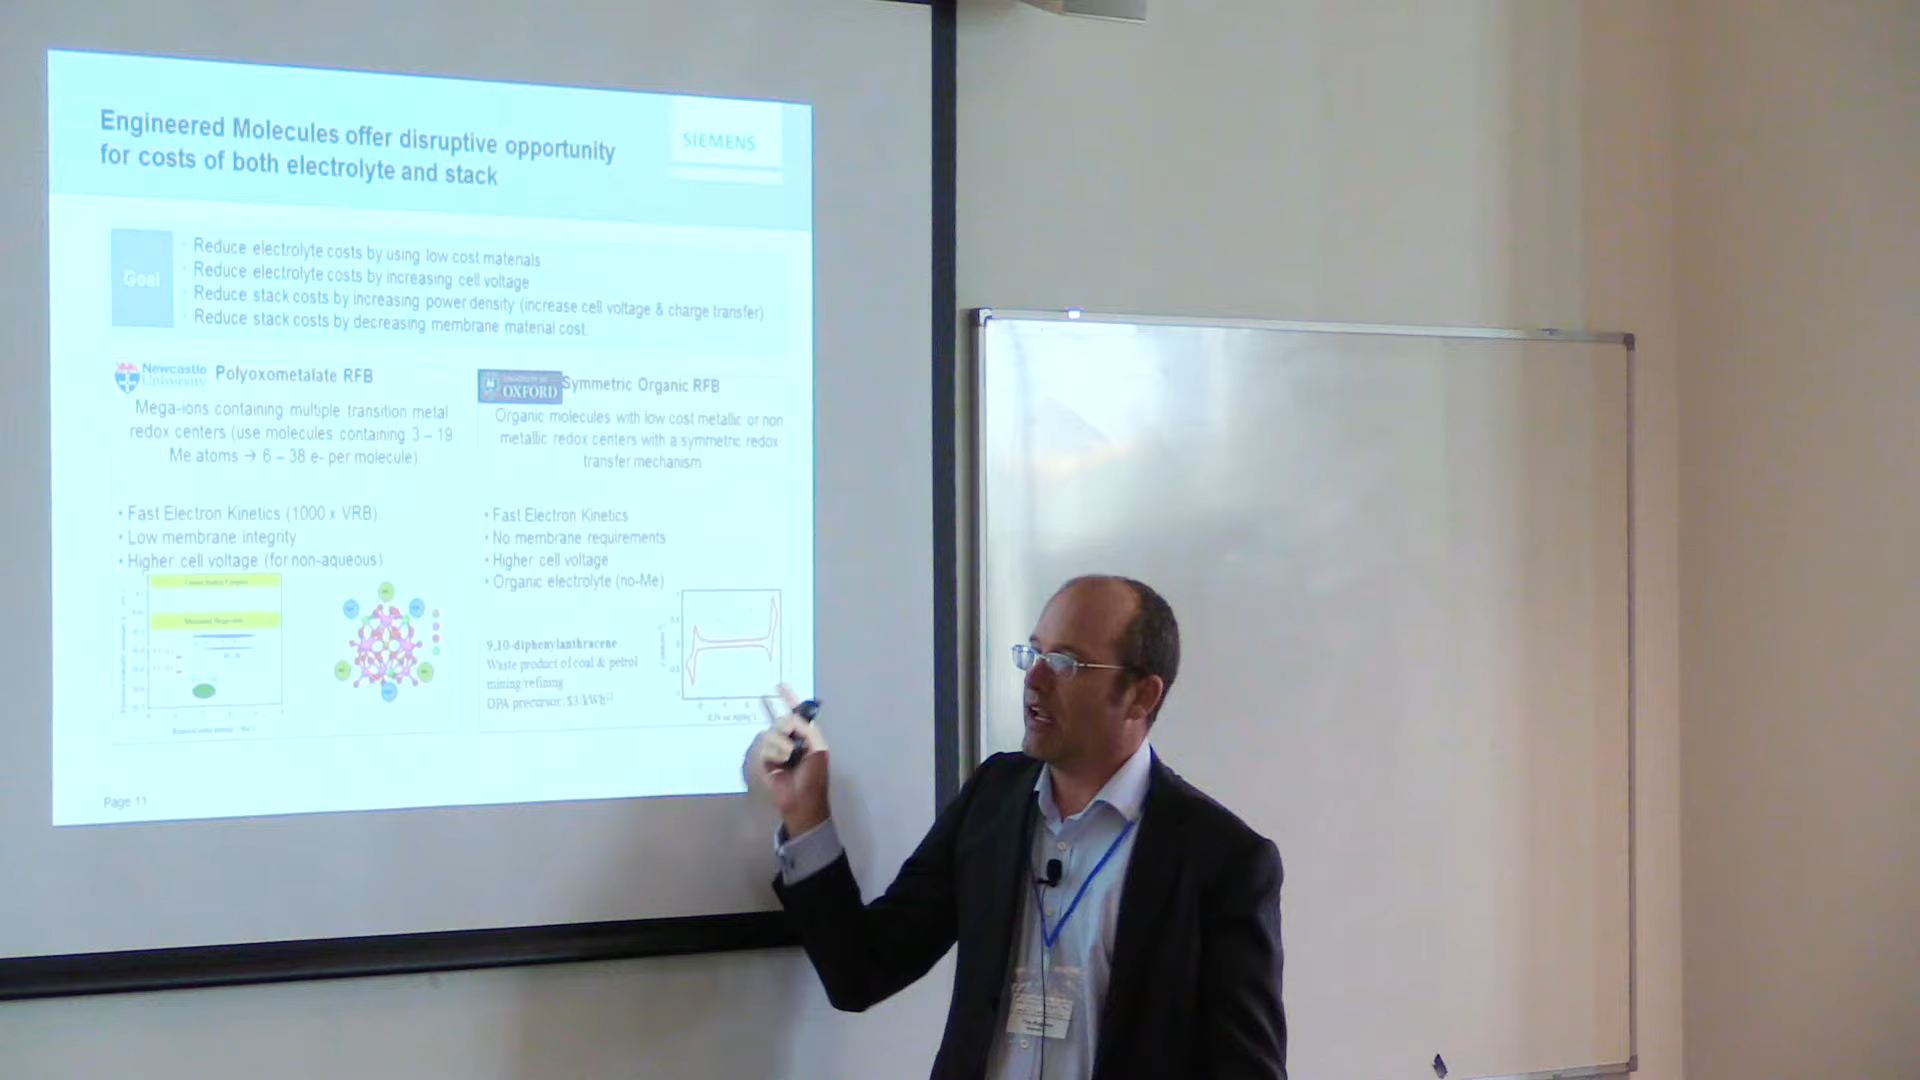 Engineered Molecules offer disruptive opportunity
for costs of both electrolyte and stack
SIEMENS
Goal
Reduce electrolyte costs by using low cost materials
Reduce electrolyte costs by increasing cell voltage
Reduce stack costs by increasing power density (increase cell voltage & charge transfer)
Reduce stack costs by decreasing membrane material cost.
Newcastle
University
Polyoxometalate RFB
Mega-ions containing multiple transition metal
redox centers (use molecules containing 3 – 19
Me atoms → 6 – 38 e- per molecule)
• Fast Electron Kinetics (1000 x VRB)
• Low membrane integrity
• Higher cell voltage (for non-aqueous)
UNIVERSITY OF
OXFORD
Symmetric Organic RFB
Organic molecules with low cost metallic or non
metallic redox centers with a symmetric redox
transfer mechanism
• Fast Electron Kinetics
• No membrane requirements
• Higher cell voltage
• Organic electrolyte (no-Me)
9,10-diphenylanthracene
Waste product of coal & petrol
mining/refining
DPA precursor: $3/kWh
Page 11